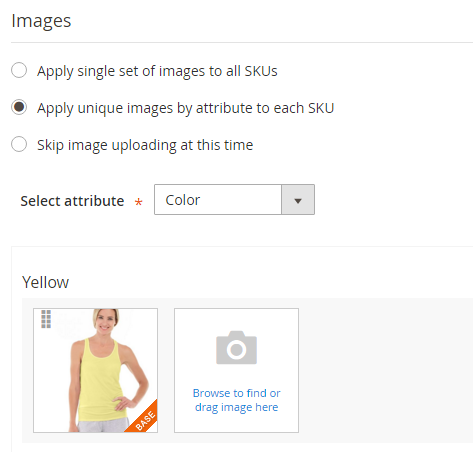 Images
Apply single set of images to all SKUs
Apply unique images by attribute to each SKU
Skip image uploading at this time
Select attribute *
Color
Yellow
BASE
Browse to find or
drag image here